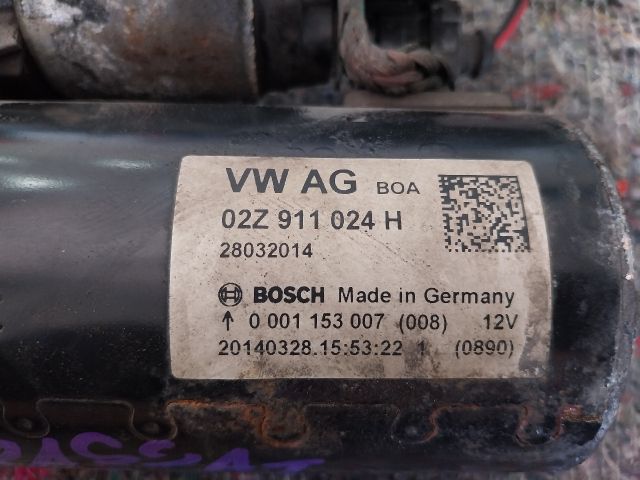 VW AG BOA
02Z 911 024 H
28032014
BOSCH Made in Germany
↑ 0 001 153 007 (008) 12V
20140328.15:53:22 1 (0890)